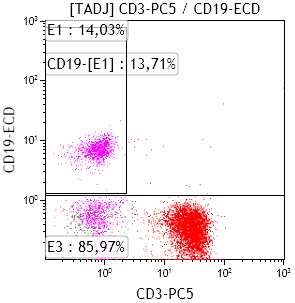 [TADJ] CD3-PC5 / CD19-ECD
E1 : 14,03%
CD19-[E1] : 13,71%
E3 : 85,97%
CD19-ECD
10³
10²
10¹
10⁰
10⁰ 10¹ 10² 10³
CD3-PC5